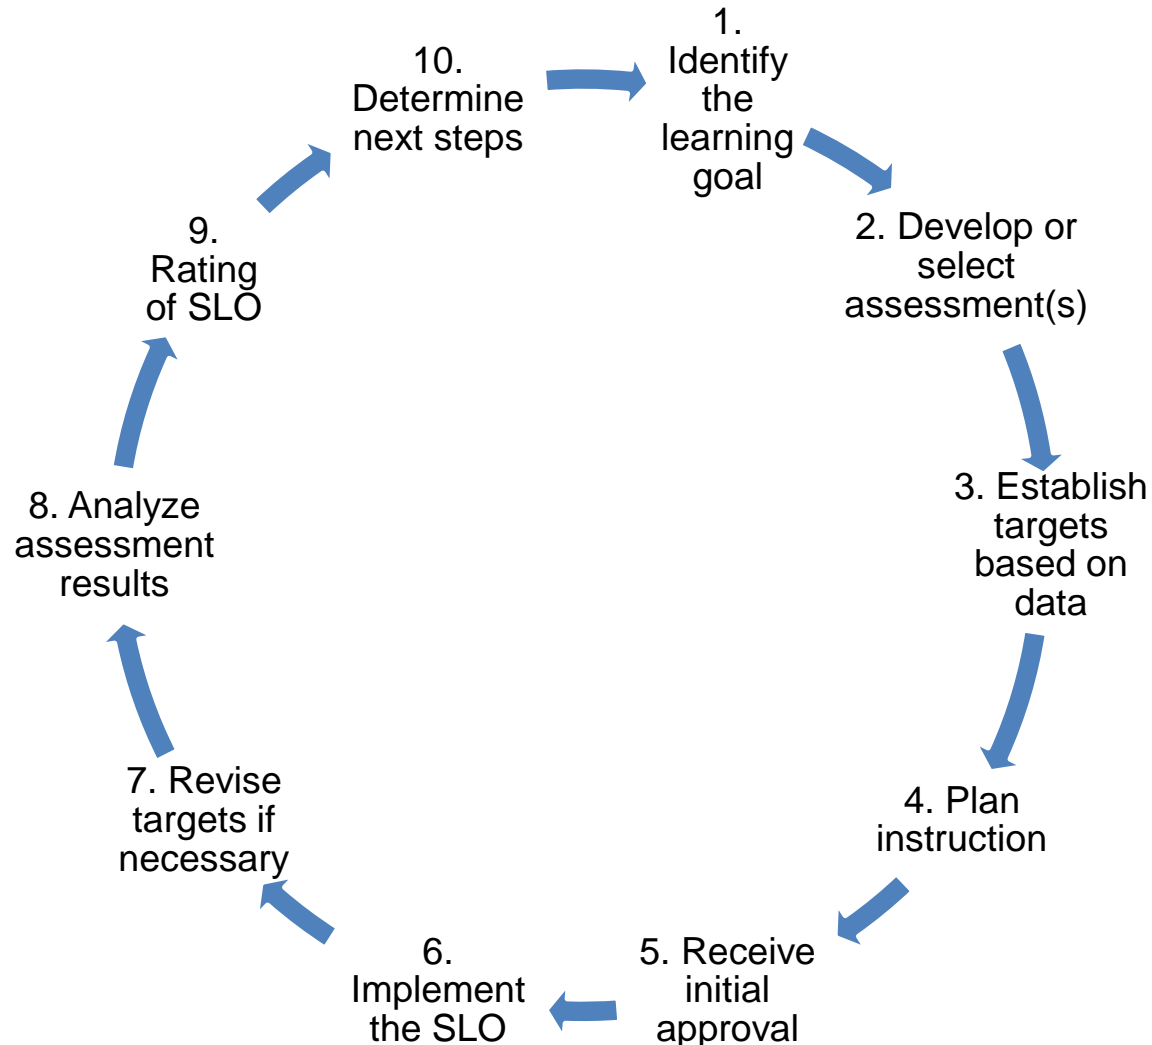 1.
Identify
the
learning
goal
2. Develop or
select
assessment(s)
3. Establish
targets
based on
data
4. Plan
instruction
5. Receive
initial
approval
6.
Implement
the SLO
7. Revise
targets if
necessary
8. Analyze
assessment
results
9.
Rating
of SLO
10.
Determine
next steps